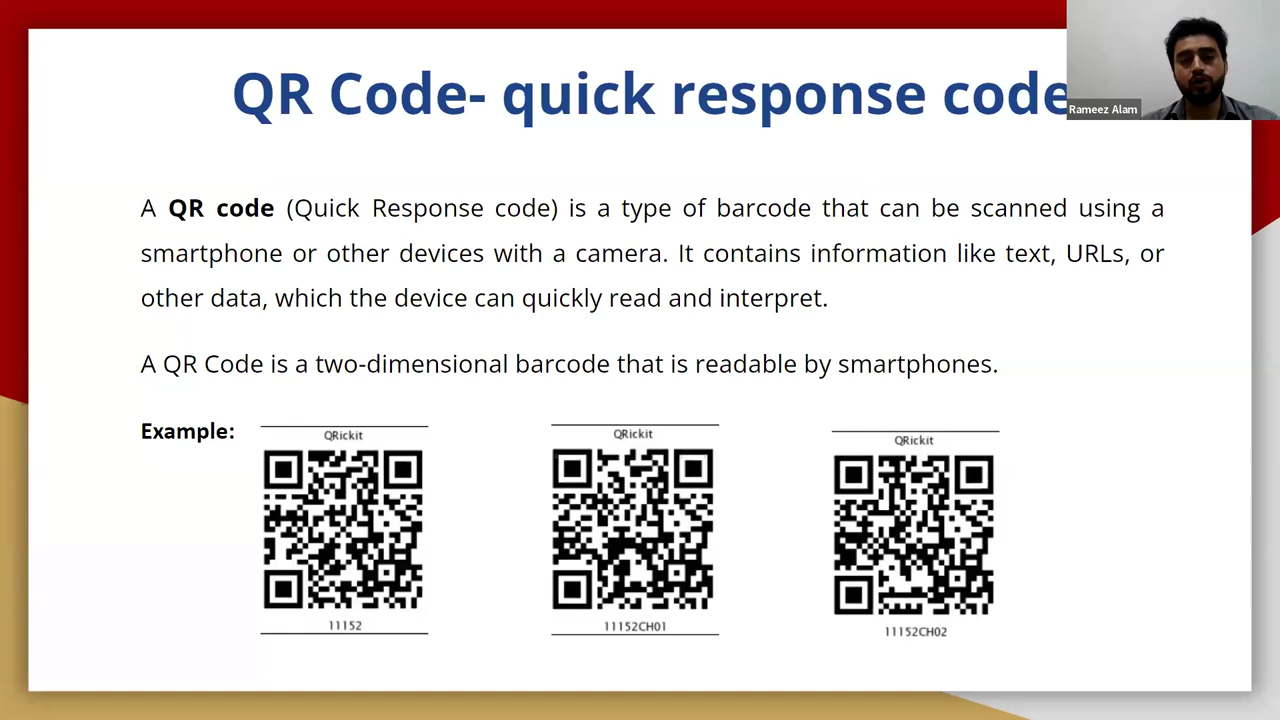 QR Code- quick response code
Rameez Alam
A QR code (Quick Response code) is a type of barcode that can be scanned using a
smartphone or other devices with a camera. It contains information like text, URLs, or
other data, which the device can quickly read and interpret.
A QR Code is a two-dimensional barcode that is readable by smartphones.
Example:
QRickit
QRickit
QRickit
11152
11152CH01
11152CH02